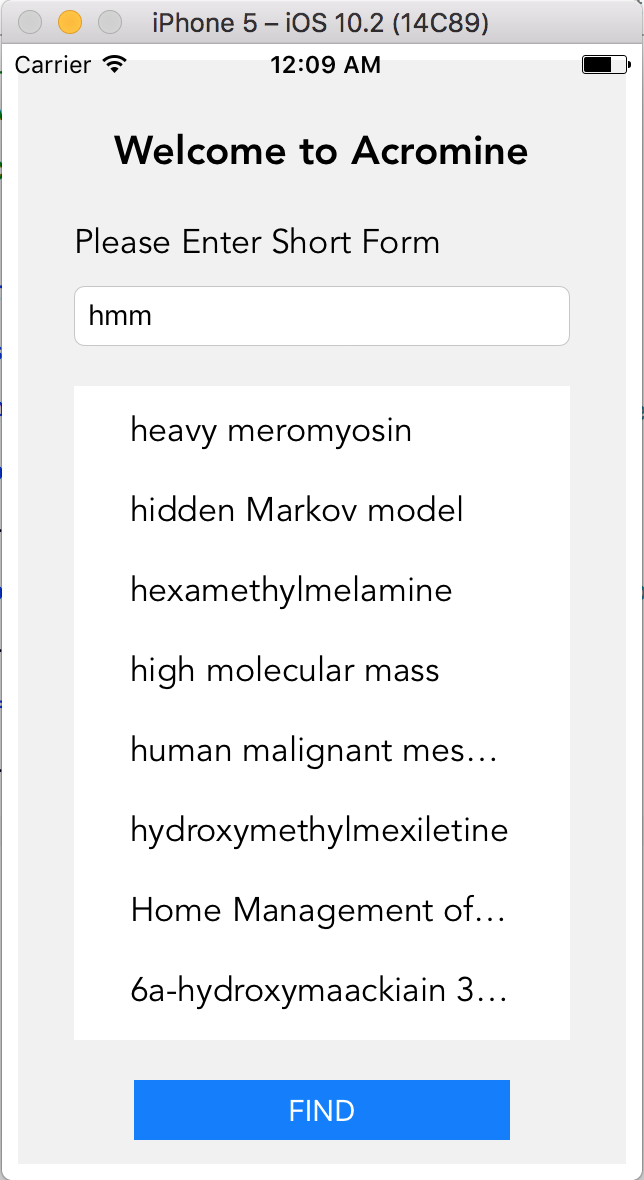 iPhone 5 – iOS 10.2 (14C89)
Carrier 12:09 AM
Welcome to Acromine
Please Enter Short Form
hmm
heavy meromyosin
hidden Markov model
hexamethylmelamine
high molecular mass
human malignant mes...
hydroxymethylmexiletine
Home Management of...
6a-hydroxymaackiain 3...
FIND